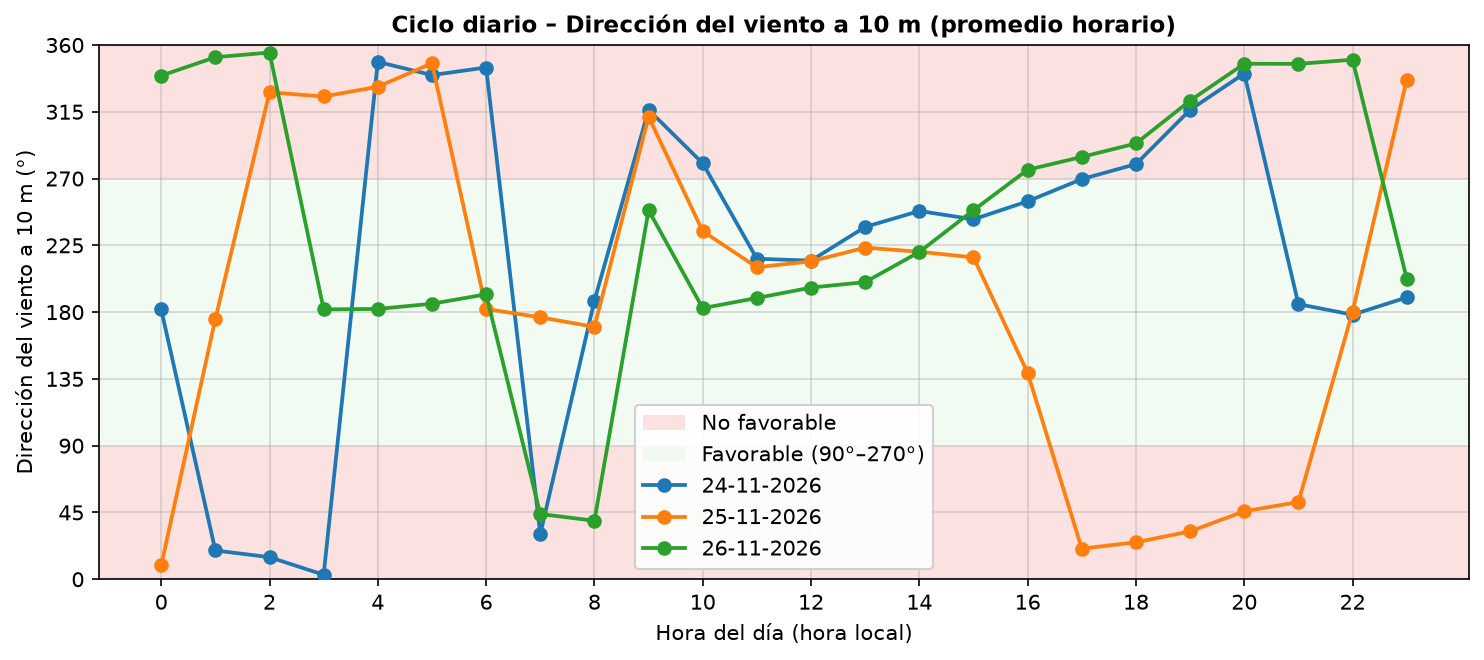 Ciclo diario – Dirección del viento a 10 m (promedio horario)
Dirección del viento a 10 m (°)
360
315
270
225
180
135
90
45
0
No favorable
Favorable (90°–270°)
24-11-2026
25-11-2026
26-11-2026
0 2 4 6 8 10 12 14 16 18 20 22
Hora del día (hora local)